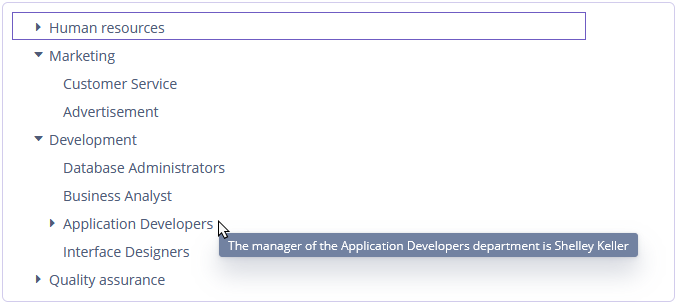 Human resources
Marketing
Customer Service
Advertisement
Development
Database Administrators
Business Analyst
Application Developers
The manager of the Application Developers department is Shelley Keller
Interface Designers
Quality assurance